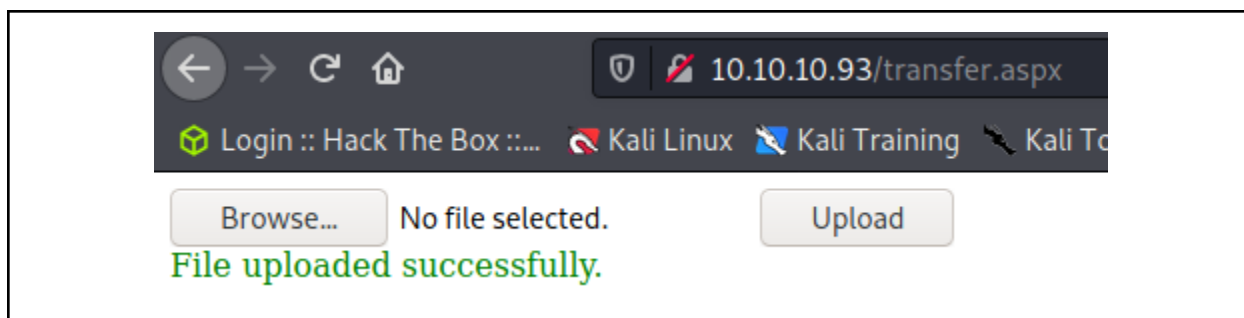 10.10.10.93/transfer.aspx
Login :: Hack The Box ::... Kali Linux Kali Training Kali To
Browse... No file selected. Upload
File uploaded successfully.